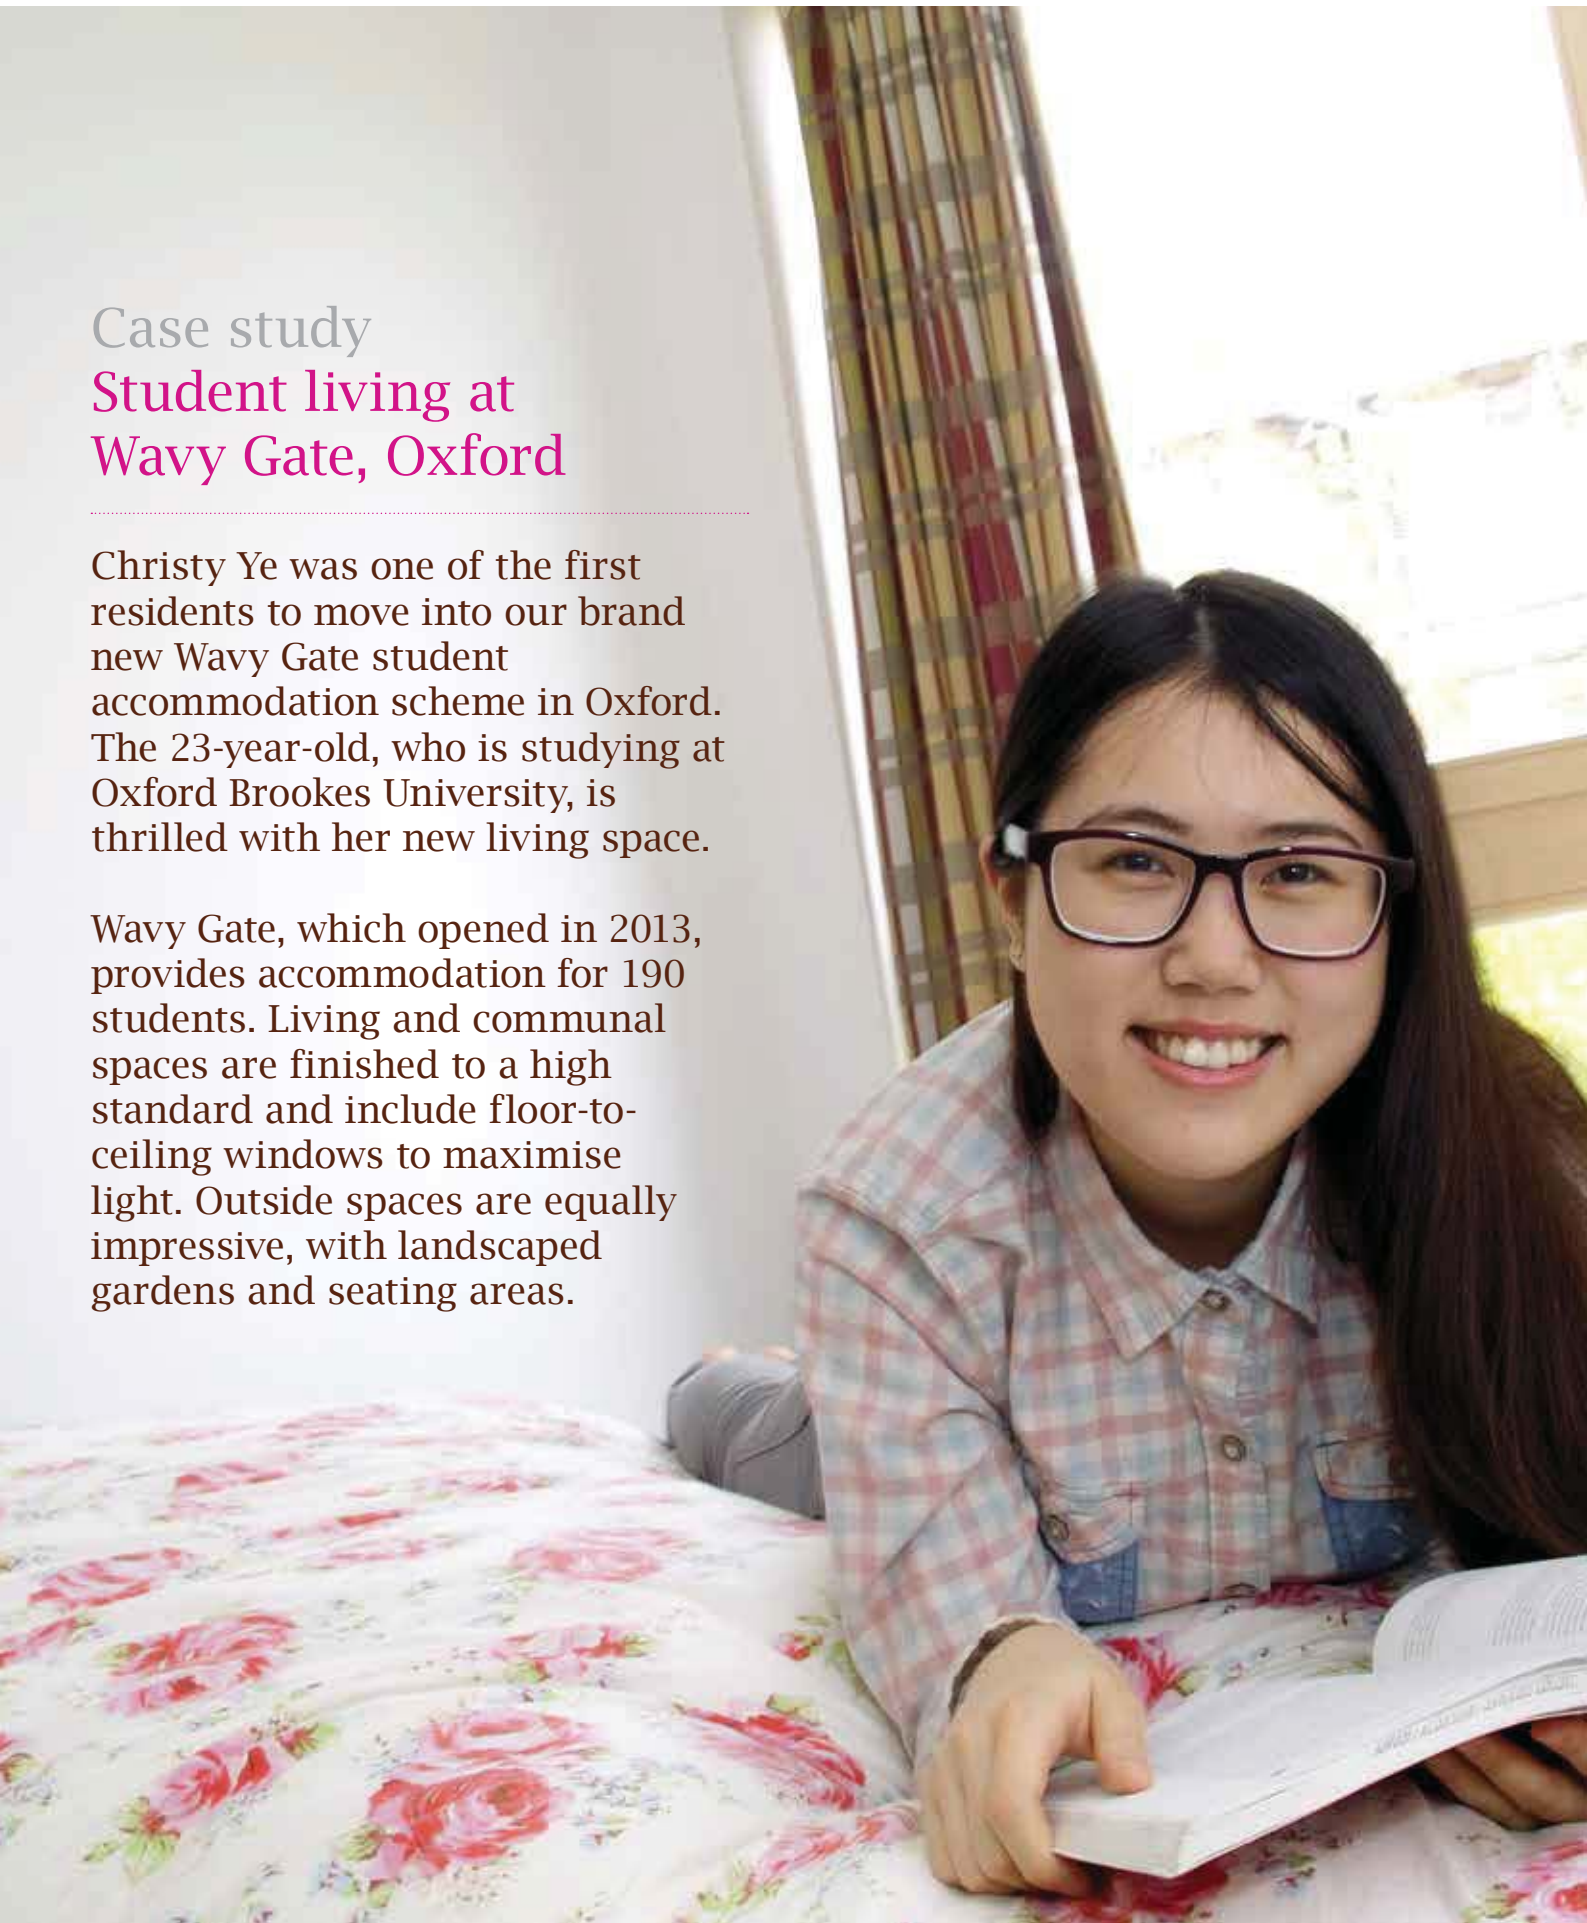 Case study
Student living at
Wavy Gate, Oxford
Christy Ye was one of the first
residents to move into our brand
new Wavy Gate student
accommodation scheme in Oxford.
The 23-year-old, who is studying at
Oxford Brookes University, is
thrilled with her new living space.
Wavy Gate, which opened in 2013,
provides accommodation for 190
students. Living and communal
spaces are finished to a high
standard and include floor-to-
ceiling windows to maximise
light. Outside spaces are equally
impressive, with landscaped
gardens and seating areas.